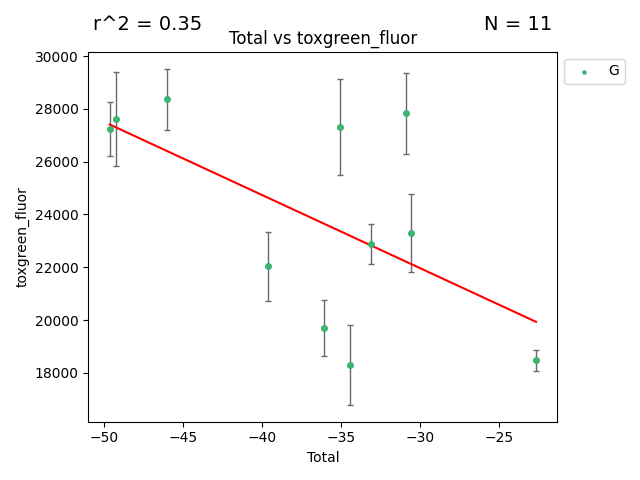 r^2 = 0.35
N = 11
Total vs toxgreen_fluor
G
30000
28000
26000
24000
22000
20000
18000
toxgreen_fluor
−50
−45
−40
−35
−30
−25
Total